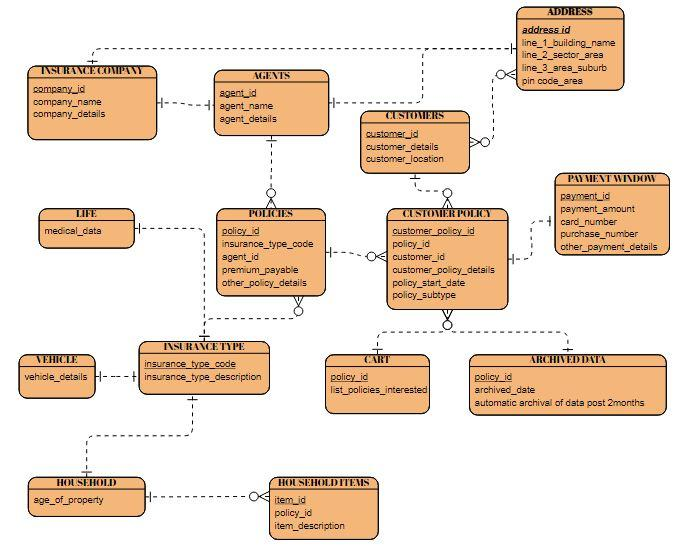 ADDRESS
address id
line_1_building_name
line_2_sector_area
line_3_area_suburb
pin code_area
INSURANCE COMPANY
company_id
company_name
company_details
AGENTS
agent_id
agent_name
agent_details
CUSTOMERS
customer_id
customer_details
customer_location
PAYMENT WINDOW
payment_id
payment_amount
card_number
purchase_number
other_payment_details
LIFE
medical_data
POLICIES
policy_id
insurance_type_code
agent_id
premium_payable
other_policy_details
CUSTOMER POLICY
customer_policy_id
policy_id
customer_id
customer_policy_details
policy_start_date
policy_subtype
VEHICLE
vehicle_details
INSURANCE TYPE
insurance_type_code
insurance_type_description
CART
policy_id
list_policies_interested
ARCHIVED DATA
policy_id
archived_date
automatic archival of data post 2months
HOUSEHOLD
age_of_property
HOUSEHOLD ITEMS
item_id
policy_id
item_description